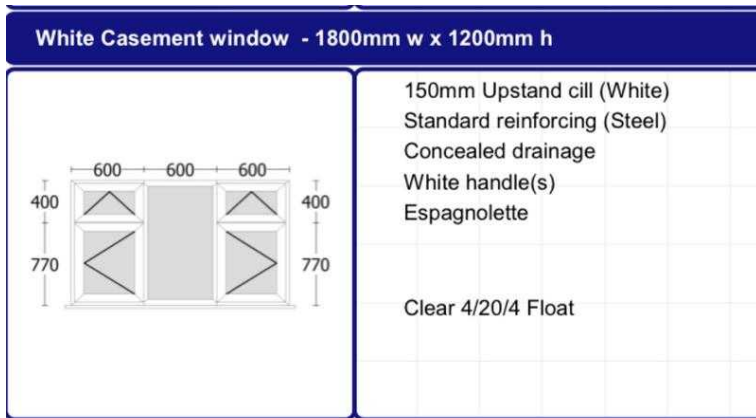 White Casement window - 1800mm w x 1200mm h
150mm Upstand cill (White)
Standard reinforcing (Steel)
Concealed drainage
White handle(s)
Espagnolette
Clear 4/20/4 Float
600 600 600
400 400
770 770